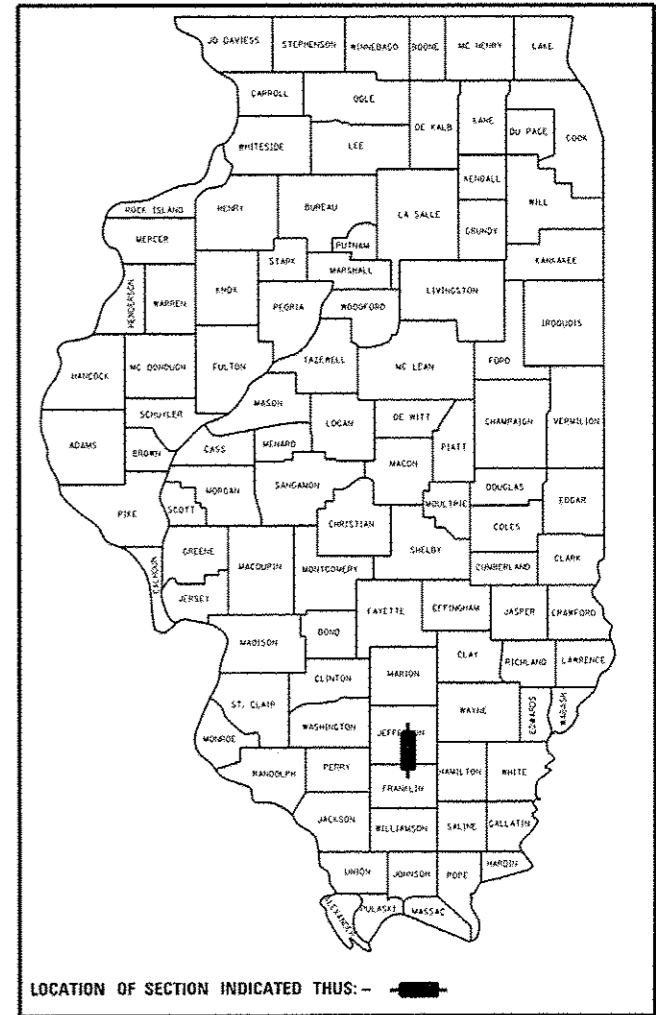 JO DAVIESS STEPHENSON WINNEBAGO BOONE MC HENRY LAKE
CARROLL OGLE
DE KALB KANE DU PAGE COOK
WHITESIDE LEE
KENDALL
ROCK ISLAND HENRY BUREAU LA SALLE WILL
MERCER PUTNAM GRUNDY
STARK MARSHALL KANKAKEE
HENDERSON WARREN KNOX PEORIA WOODFORD LIVINGSTON IROQUOIS
HANCOCK MC DONOUGH FULTON TAZEWELL MC LEAN FORD
MASON
SCHUYLER LOGAN DE WITT CHAMPAIGN VERMILION
ADAMS BROWN CASS MENARD MACON PIATT
MORGAN SANGAMON DOUGLAS
PIKE SCOTT CHRISTIAN MOULTRIE EDGAR
COLES
GREENE MACOUPIN MONTGOMERY SHELBY CUMBERLAND CLARK
CALHOUN JERSEY
FAYETTE EFFINGHAM JASPER CRAWFORD
MADISON BOND
CLAY RICHLAND LAWRENCE
CLINTON MARION
ST. CLAIR WAYNE EDWARDS WABASH
MONROE WASHINGTON JEFFERSON
RANDOLPH PERRY HAMILTON WHITE
FRANKLIN
JACKSON WILLIAMSON SALINE GALLATIN
UNION JOHNSON POPE HARDIN
ALEXANDER PULASKI MASSAC
LOCATION OF SECTION INDICATED THUS: -